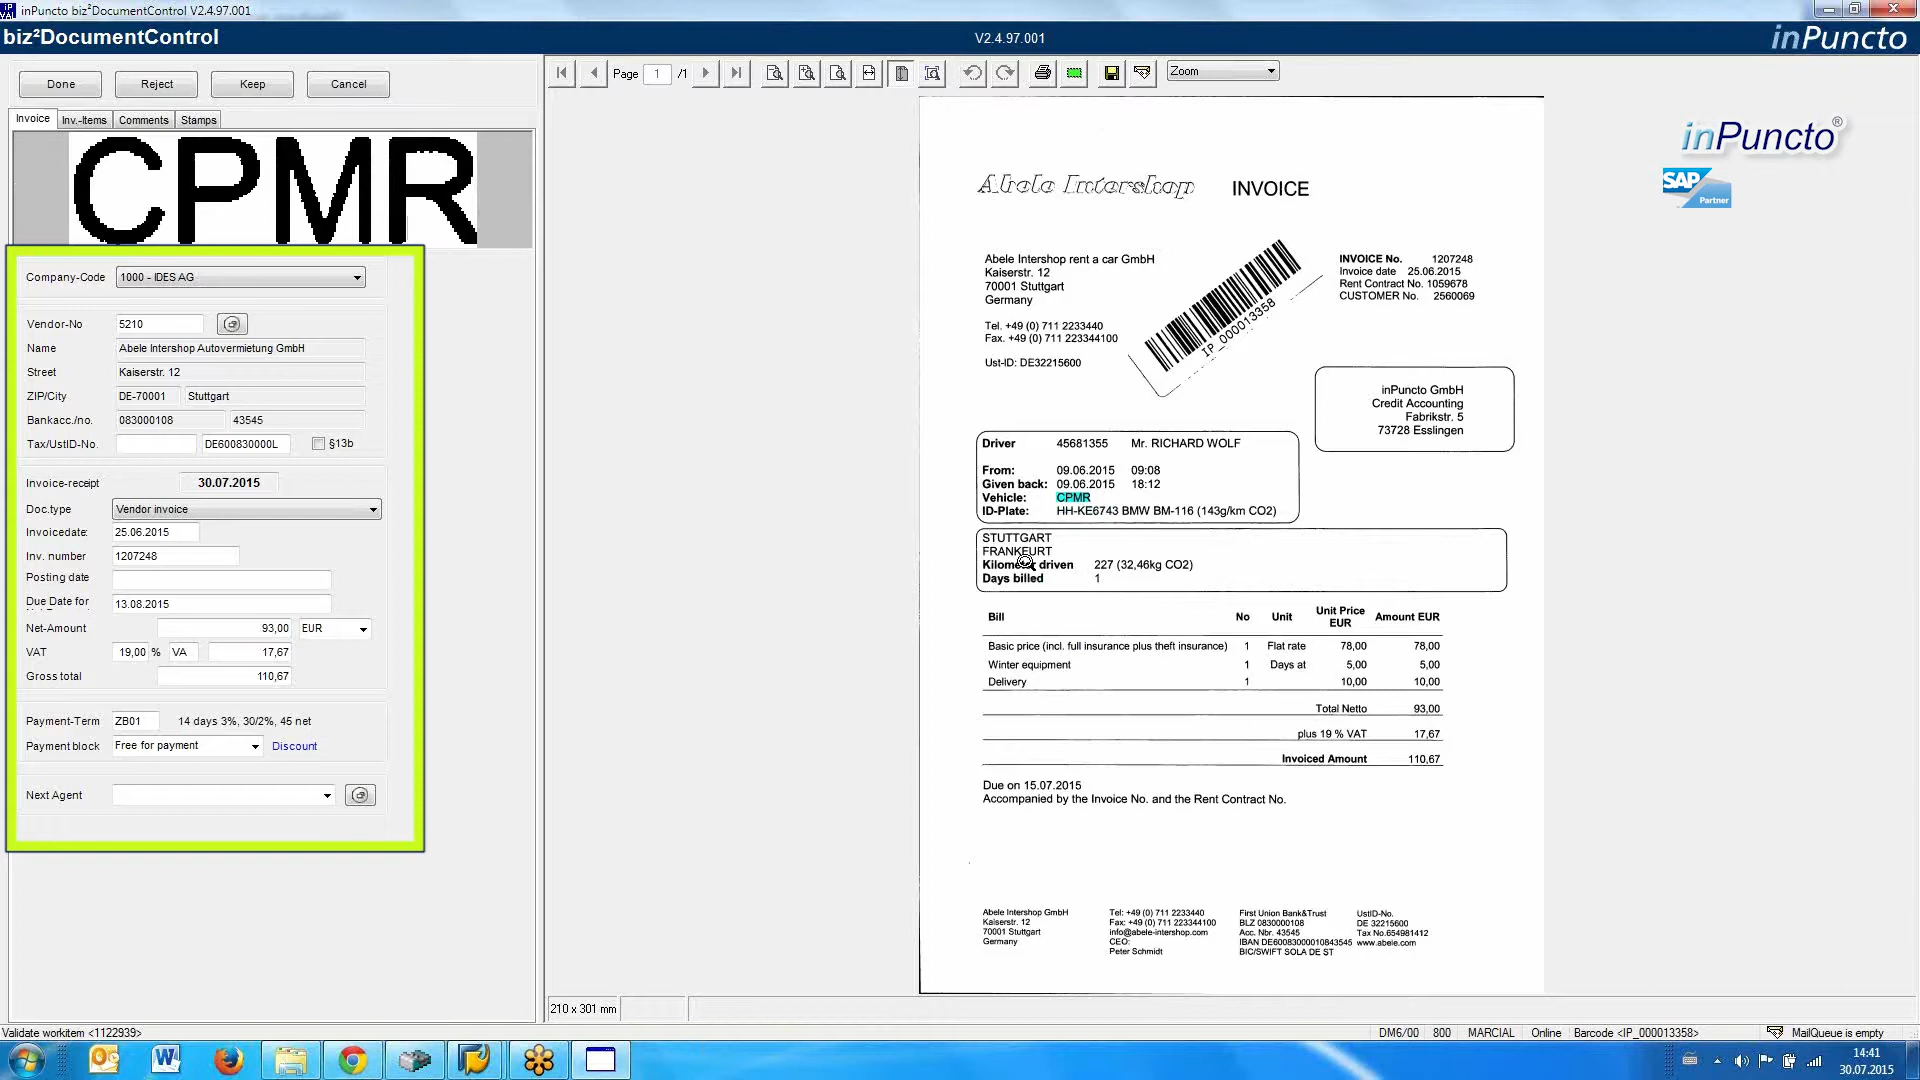 inPuncto biz²DocumentControl V2.4.97.001
biz²DocumentControl
V2.4.97.001
inPuncto
Done
Reject
Keep
Cancel
Page
1
/1
Zoom
Invoice
Inv.-Items
Comments
Stamps
CPMR
Company-Code
1000 - IDES AG
Vendor-No
5210
Name
Abele Intershop Autovermietung GmbH
Street
Kaiserstr. 12
ZIP/City
DE-70001
Stuttgart
Bankacc./no.
083000108
43545
Tax/UstID-No.
DE600830000L
§13b
Invoice-receipt
30.07.2015
Doc.type
Vendor invoice
Invoicedate:
25.06.2015
Inv. number
1207248
Posting date
Due Date for
13.08.2015
Net-Amount
93,00
EUR
VAT
19,00 %
VA
17,67
Gross total
110,67
Payment-Term
ZB01
14 days 3%, 30/2%, 45 net
Payment block
Free for payment
Discount
Next Agent
Abele Intershop
INVOICE
inPuncto®
SAP
Partner
Abele Intershop rent a car GmbH
Kaiserstr. 12
70001 Stuttgart
Germany
Tel. +49 (0) 711 2233440
Fax. +49 (0) 711 223344100
Ust-ID: DE32215600
IP_000013358
INVOICE No. 1207248
Invoice date 25.06.2015
Rent Contract No. 1059678
CUSTOMER No. 2560069
inPuncto GmbH
Credit Accounting
Fabrikstr. 5
73728 Esslingen
Driver 45681355 Mr. RICHARD WOLF
From: 09.06.2015 09:08
Given back: 09.06.2015 18:12
Vehicle: CPMR
ID-Plate: HH-KE6743 BMW BM-116 (143g/km CO2)
STUTTGART
FRANKFURT
Kilometer driven 227 (32,46kg CO2)
Days billed 1
Bill No Unit Unit Price EUR Amount EUR
Basic price (incl. full insurance plus theft insurance) 1 Flat rate 78,00 78,00
Winter equipment 1 Days at 5,00 5,00
Delivery 1 10,00 10,00
Total Netto 93,00
plus 19 % VAT 17,67
Invoiced Amount 110,67
Due on 15.07.2015
Accompanied by the Invoice No. and the Rent Contract No.
Abele Intershop GmbH
Kaiserstr. 12
70001 Stuttgart
Germany
Tel: +49 (0) 711 2233440
Fax: +49 (0) 711 223344100
info@abele-intershop.com
CEO:
Peter Schmidt
First Union Bank&Trust
BLZ 0830000108
Acc. Nbr. 43545
IBAN DE60083000010843545
BIC/SWIFT SOLA DE ST
UstID-No.
DE 32215600
Tax No.654981412
www.abele.com
210 x 301 mm
Validate workitem <1122939>
DM6/00
800
MARCIAL
Online
Barcode <IP_000013358>
MailQueue is empty
14:41
30.07.2015